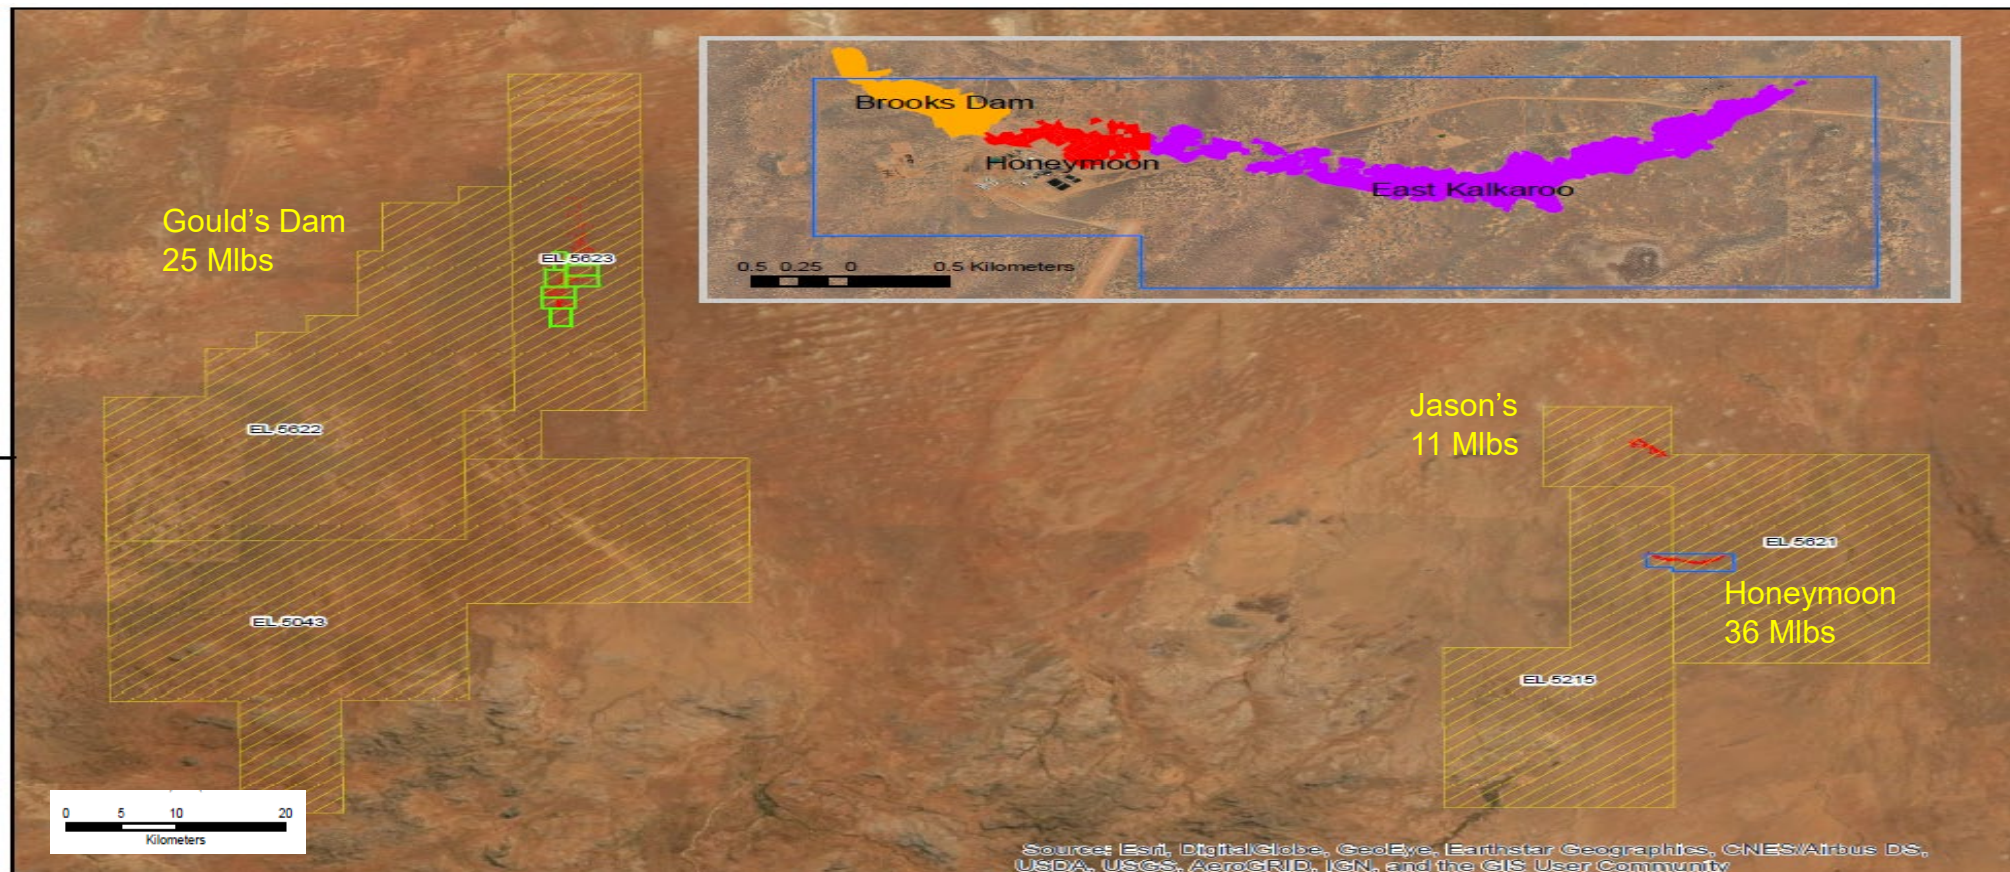 Brooks Dam
Honeymoon
East Kalkaroo
0.5 0.25 0 0.5 Kilometers
Gould’s Dam
25 Mlbs
EL 5623
Jason’s
11 Mlbs
EL 5622
EL 5621
Honeymoon
36 Mlbs
EL 5043
EL 5215
0 5 10 20
Kilometers
Source: Esri, DigitalGlobe, GeoEye, Earthstar Geographics, CNES/Airbus DS,
USDA, USGS, AeroGRID, IGN, and the GIS User Community